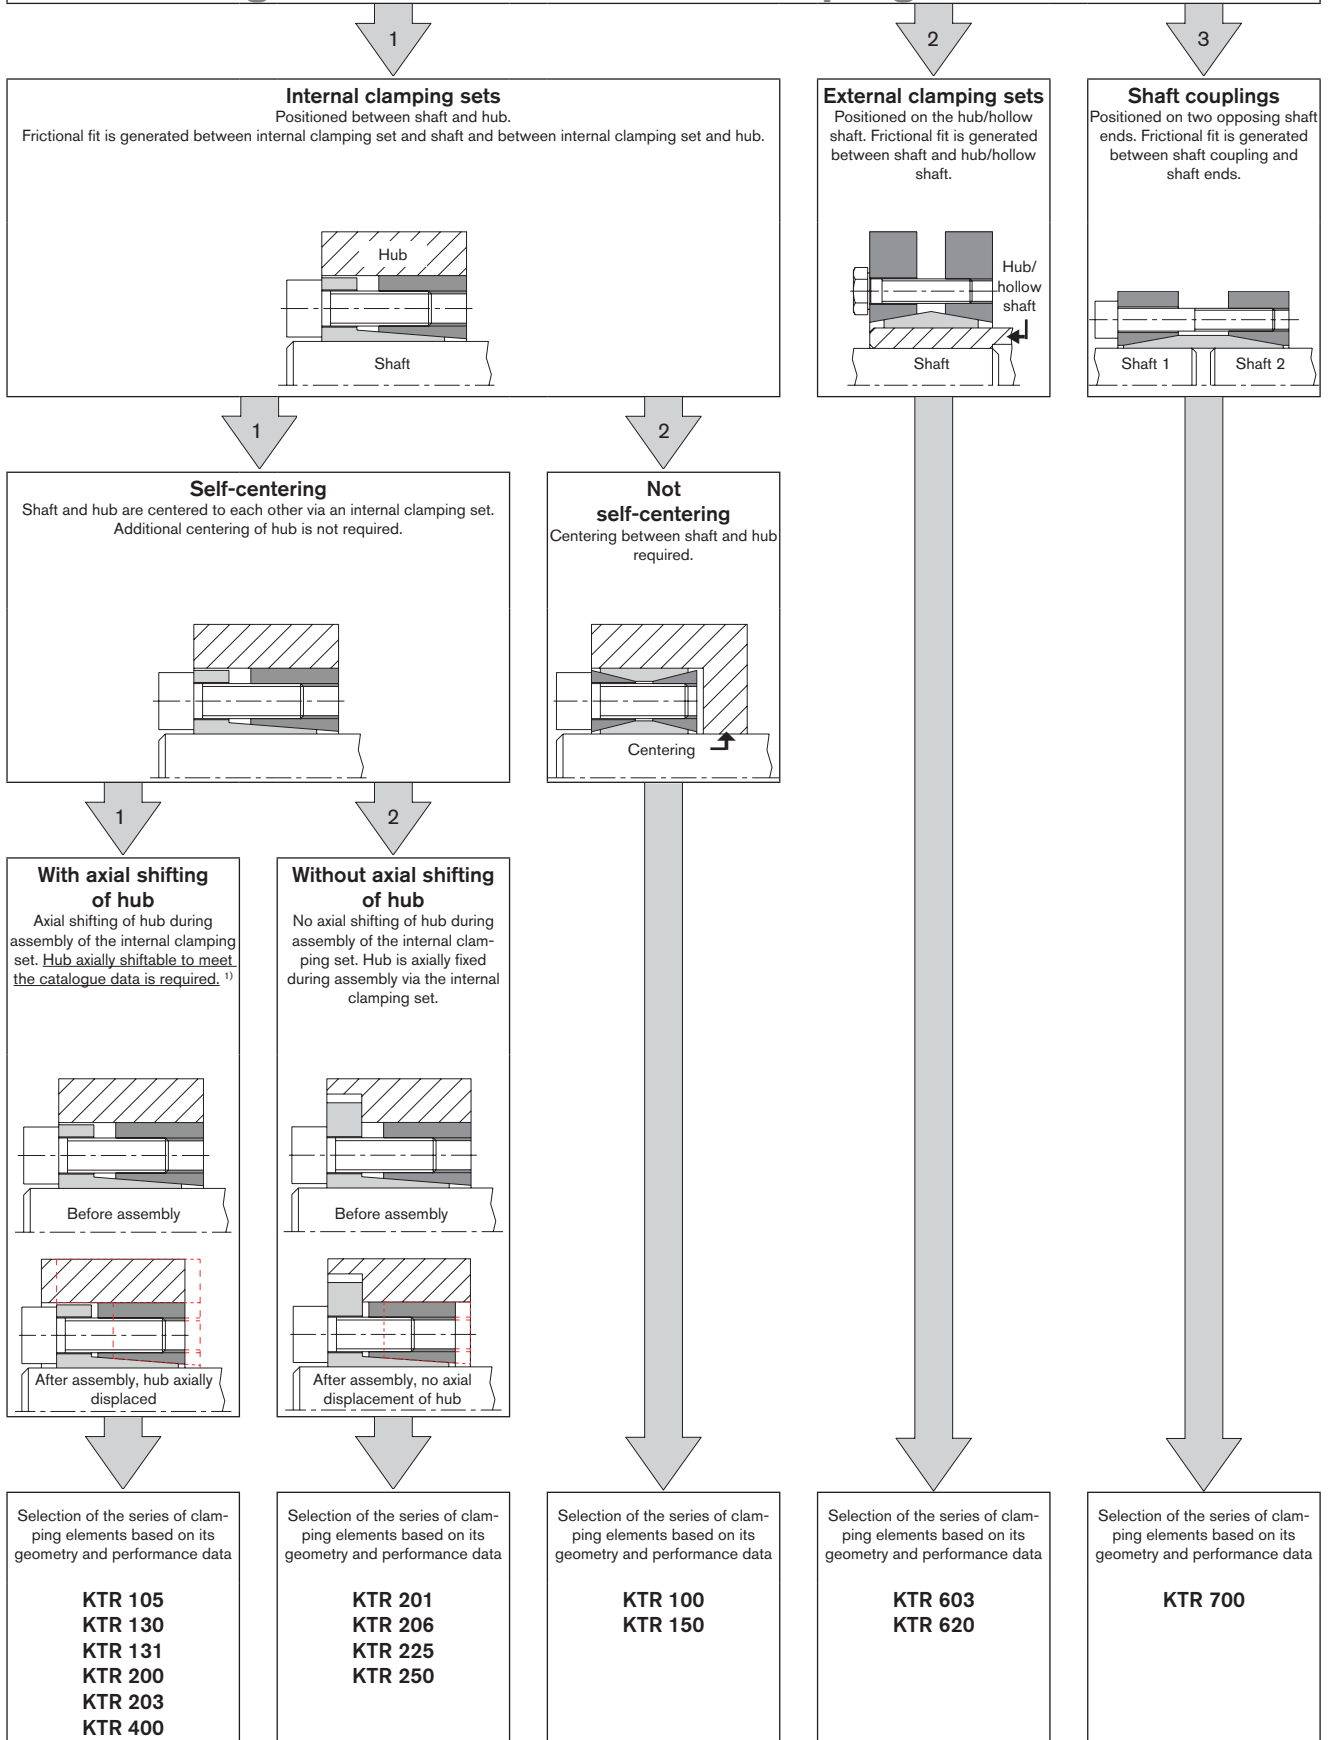 1
2
3
Internal clamping sets
Positioned between shaft and hub.
Frictional fit is generated between internal clamping set and shaft and between internal clamping set and hub.
Hub
Shaft
External clamping sets
Positioned on the hub/hollow
shaft. Frictional fit is generated
between shaft and hub/hollow
shaft.
Hub/
hollow
shaft
Shaft
Shaft couplings
Positioned on two opposing shaft
ends. Frictional fit is generated
between shaft coupling and
shaft ends.
Shaft 1
Shaft 2
1
2
Self-centering
Shaft and hub are centered to each other via an internal clamping set.
Additional centering of hub is not required.
Not
self-centering
Centering between shaft and hub
required.
Centering
1
2
With axial shifting
of hub
Axial shifting of hub during
assembly of the internal clamping
set. Hub axially shiftable to meet
the catalogue data is required. 1)
Before assembly
After assembly, hub axially
displaced
Without axial shifting
of hub
No axial shifting of hub during
assembly of the internal clam-
ping set. Hub is axially fixed
during assembly via the internal
clamping set.
Before assembly
After assembly, no axial
displacement of hub
Selection of the series of clam-
ping elements based on its
geometry and performance data
KTR 105
KTR 130
KTR 131
KTR 200
KTR 203
KTR 400
Selection of the series of clam-
ping elements based on its
geometry and performance data
KTR 201
KTR 206
KTR 225
KTR 250
Selection of the series of clam-
ping elements based on its
geometry and performance data
KTR 100
KTR 150
Selection of the series of clam-
ping elements based on its
geometry and performance data
KTR 603
KTR 620
Selection of the series of clam-
ping elements based on its
geometry and performance data
KTR 700